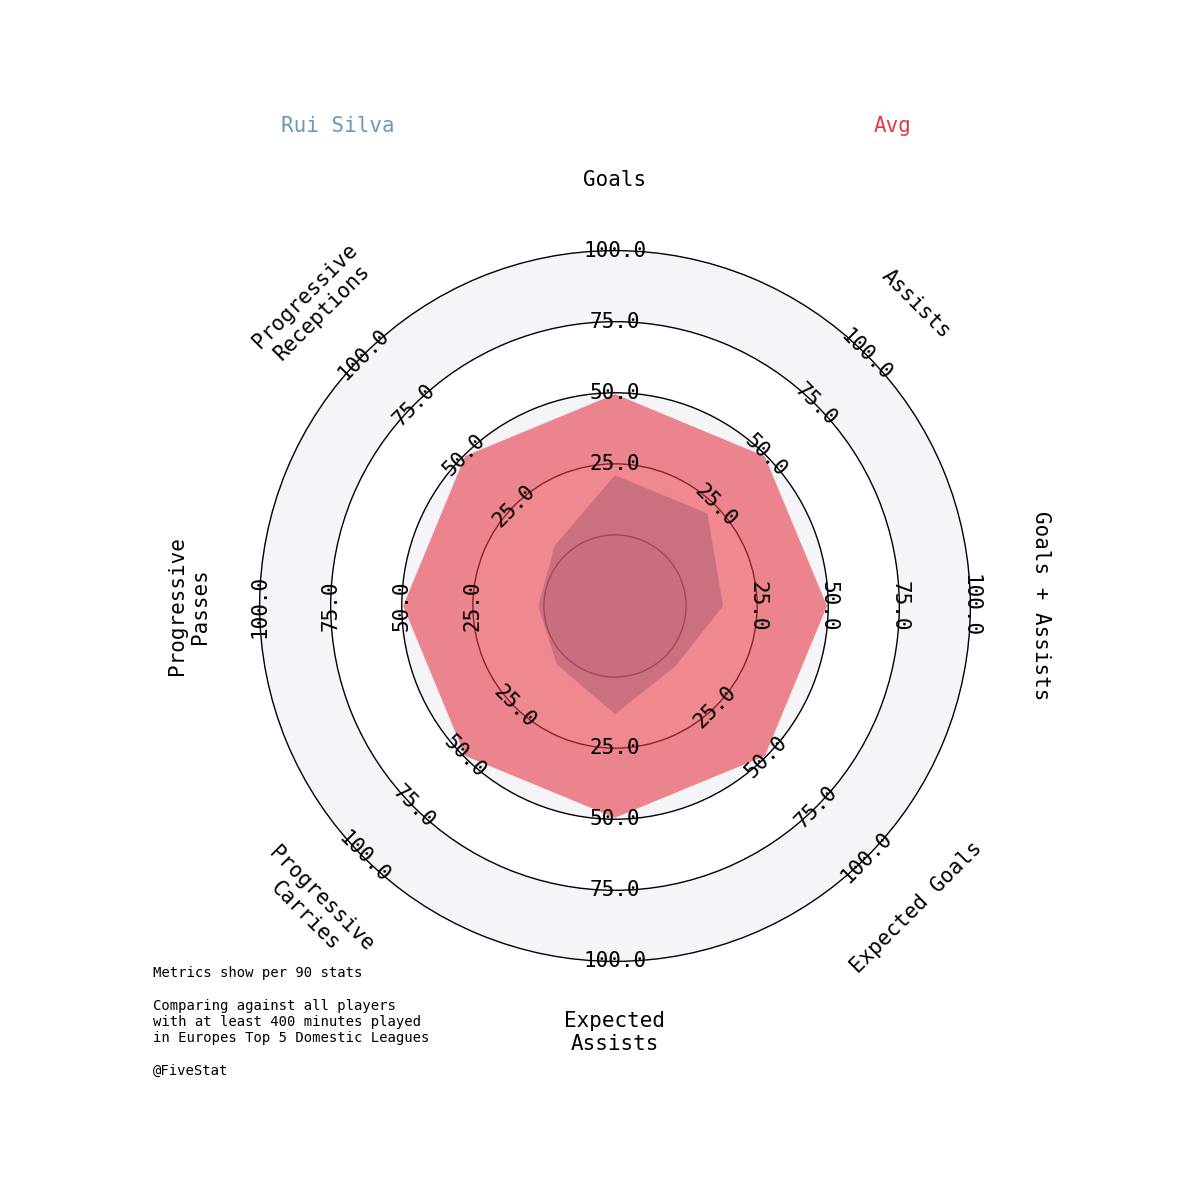 Rui Silva
Avg
Goals
Progressive
Receptions
Assists
100.0
75.0
50.0
25.0
100.0
75.0
50.0
25.0
100.0
75.0
50.0
25.0
Progressive
Passes
100.0
75.0
50.0
25.0
25.0
50.0
75.0
100.0
Goals + Assists
25.0
50.0
75.0
100.0
25.0
50.0
75.0
100.0
25.0
50.0
75.0
100.0
Progressive
Carries
Expected Goals
Expected
Assists
Metrics show per 90 stats
Comparing against all players
with at least 400 minutes played
in Europes Top 5 Domestic Leagues
@FiveStat